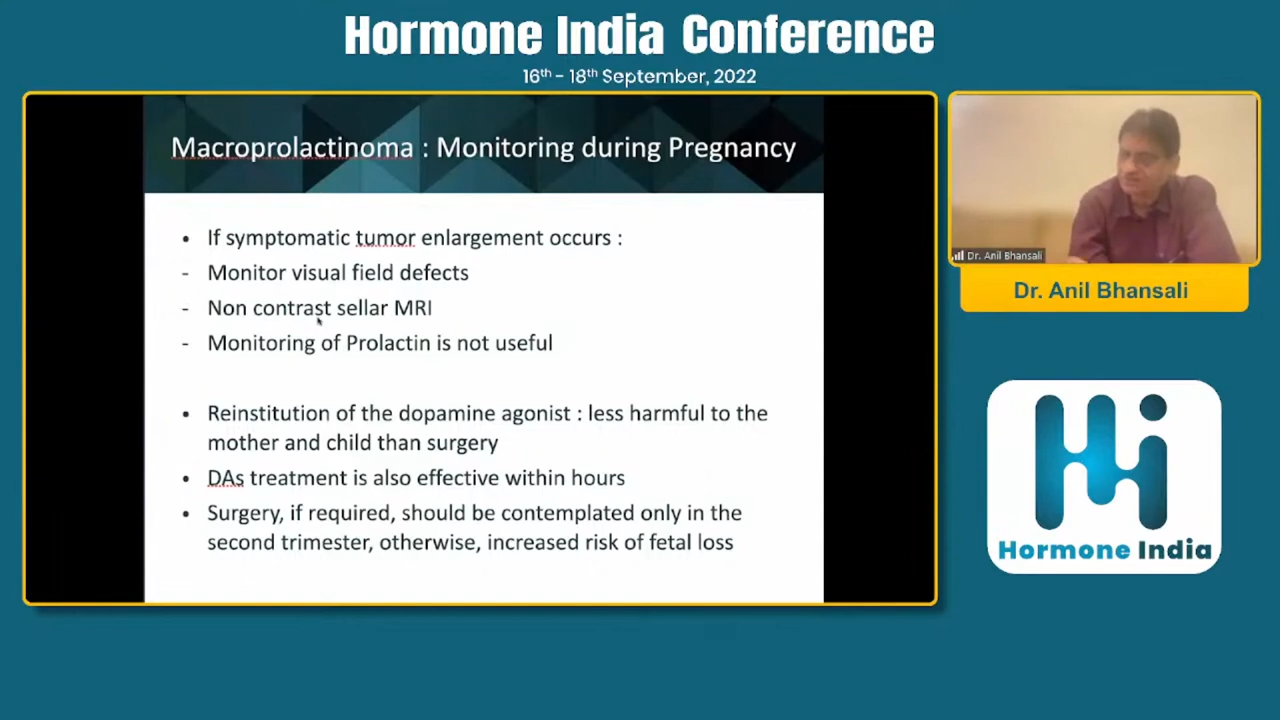 Hormone India Conference
16th - 18th September, 2022
Macroprolactinoma : Monitoring during Pregnancy
• If symptomatic tumor enlargement occurs :
- Monitor visual field defects
- Non contrast sellar MRI
- Monitoring of Prolactin is not useful
• Reinstitution of the dopamine agonist : less harmful to the
mother and child than surgery
• DAs treatment is also effective within hours
• Surgery, if required, should be contemplated only in the
second trimester, otherwise, increased risk of fetal loss
Dr. Anil Bhansali
Dr. Anil Bhansali
Hi
Hormone India